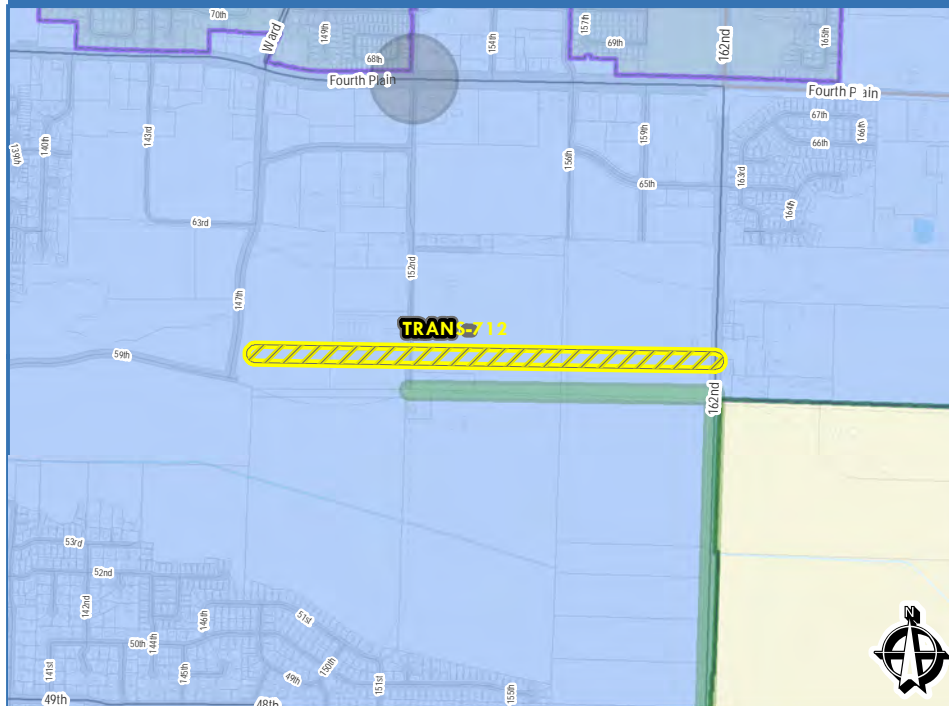 70th
Ward
149th
68th
154th
157th
69th
162nd
165th
Fourth Plain
Fourth Plain
139th
140th
143rd
156th
159th
67th
66th
166th
163rd
65th
164th
63rd
152nd
147th
TRANS-712
59th
162nd
53rd
52nd
142nd
146th
51st
50th
144th
141st
145th
49th
150th
151st
155th
49th
48th
N